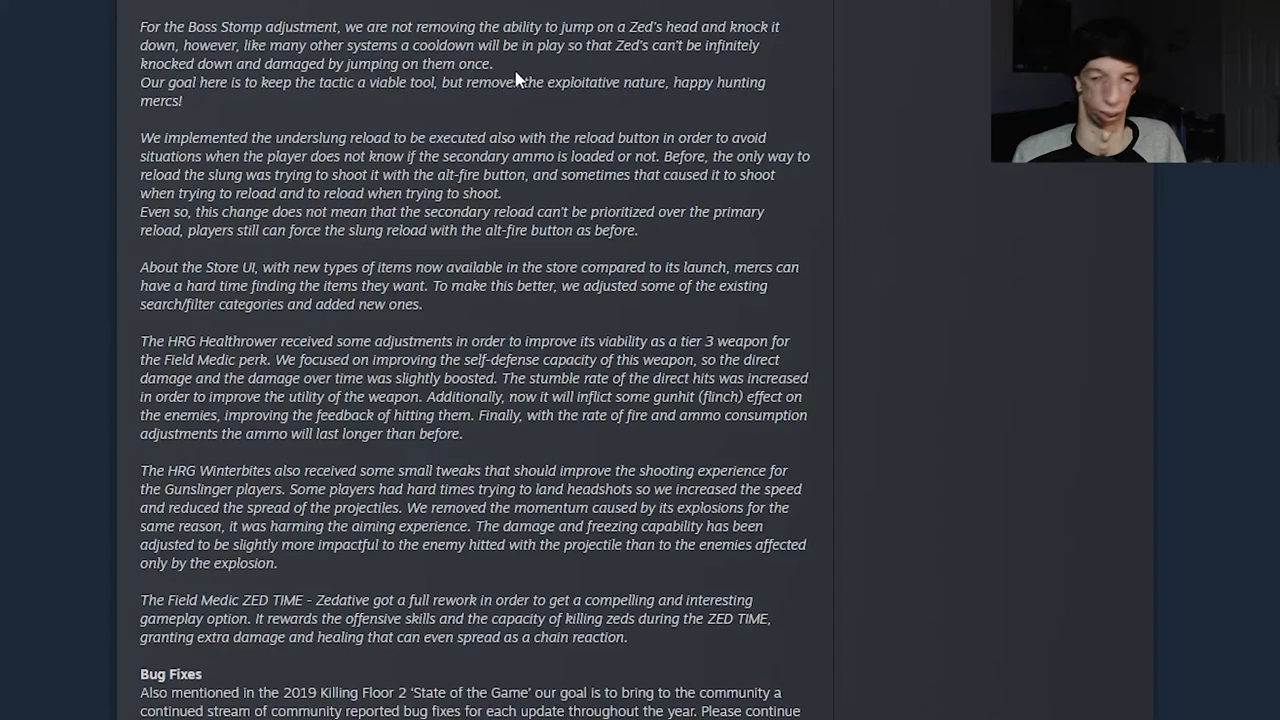 For the Boss Stomp adjustment, we are not removing the ability to jump on a Zed's head and knock it
down, however, like many other systems a cooldown will be in play so that Zed's can't be infinitely
knocked down and damaged by jumping on them once.
Our goal here is to keep the tactic a viable tool, but removes the exploitative nature, happy hunting
mercs!
We implemented the underslung reload to be executed also with the reload button in order to avoid
situations when the player does not know if the secondary ammo is loaded or not. Before, the only way to
reload the slung was trying to shoot it with the alt-fire button, and sometimes that caused it to shoot
when trying to reload and to reload when trying to shoot.
Even so, this change does not mean that the secondary reload can't be prioritized over the primary
reload, players still can force the slung reload with the alt-fire button as before.
About the Store UI, with new types of items now available in the store compared to its launch, mercs can
have a hard time finding the items they want. To make this better, we adjusted some of the existing
search/filter categories and added new ones.
The HRG Healthrower received some adjustments in order to improve its viability as a tier 3 weapon for
the Field Medic perk. We focused on improving the self-defense capacity of this weapon, so the direct
damage and the damage over time was slightly boosted. The stumble rate of the direct hits was increased
in order to improve the utility of the weapon. Additionally, now it will inflict some gunhit (flinch) effect on
the enemies, improving the feedback of hitting them. Finally, with the rate of fire and ammo consumption
adjustments the ammo will last longer than before.
The HRG Winterbites also received some small tweaks that should improve the shooting experience for
the Gunslinger players. Some players had hard times trying to land headshots so we increased the speed
and reduced the spread of the projectiles. We removed the momentum caused by its explosions for the
same reason, it was harming the aiming experience. The damage and freezing capability has been
adjusted to be slightly more impactful to the enemy hitted with the projectile than to the enemies affected
only by the explosion.
The Field Medic ZED TIME - Zedative got a full rework in order to get a compelling and interesting
gameplay option. It rewards the offensive skills and the capacity of killing zeds during the ZED TIME,
granting extra damage and healing that can even spread as a chain reaction.
Bug Fixes
Also mentioned in the 2019 Killing Floor 2 ‘State of the Game’ our goal is to bring to the community a
continued stream of community reported bug fixes for each update throughout the year. Please continue